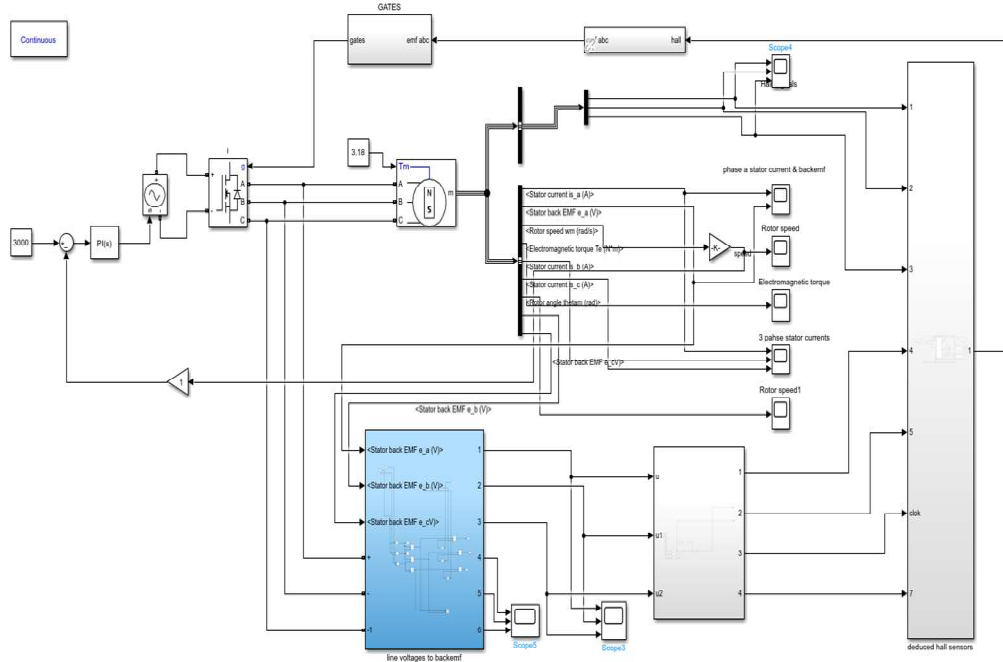 GATES
Continuous
gates
emf abc
abc
hall
Scope4
3.18
Tm
g
+
A
B
C
-
A
B
C
N
S
m
1
2
3
4
5
clok
7
1
phase a stator current & backemf
<Stator current is_a (A)>
<Stator back EMF e_a (V)>
<Rotor speed wm (rad/s)>
<Electromagnetic torque Te (N*m)>
<Stator current is_b (A)>
<Stator current is_c (A)>
<Rotor angle thetam (rad)>
-K-
speed
Rotor speed
Electromagnetic torque
3 pahse stator currents
<Stator back EMF e_cV)>
Rotor speed1
3000
PI(s)
1
<Stator back EMF e_b (V)>
<Stator back EMF e_a (V)>
<Stator back EMF e_b (V)>
<Stator back EMF e_cV)>
+
-
-1
1
2
3
4
5
6
u
u1
u2
1
2
3
4
Scope5
Scope3
line voltages to backemf
deduced hall sensors